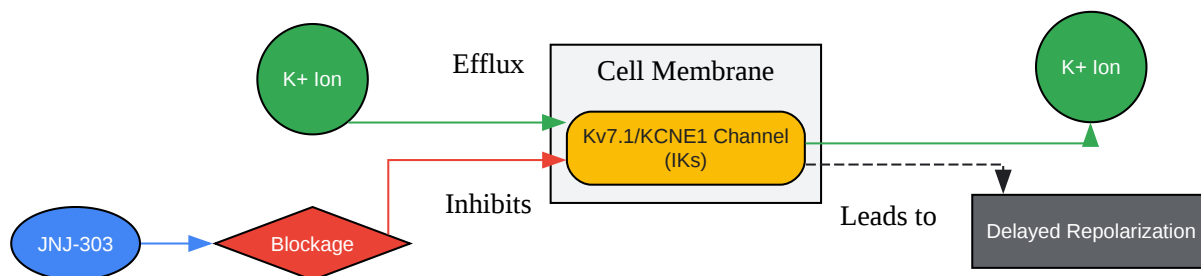 K+ Ion
Efflux
Cell Membrane
K+ Ion
Kv7.1/KCNE1 Channel
(IKs)
Inhibits
Leads to
JNJ-303
Blockage
Delayed Repolarization